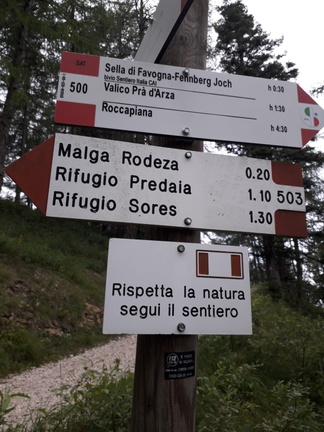 SAT
500
Sella di Favogna-Fennberg Joch h 0:30
bivio Sentiero Italia CAI
Valico Prà d'Arza h 1:30
Roccapiana h 4:30
Malga Rodeza 0.20
Rifugio Predaia 1.10 503
Rifugio Sores 1.30
Rispetta la natura
segui il sentiero